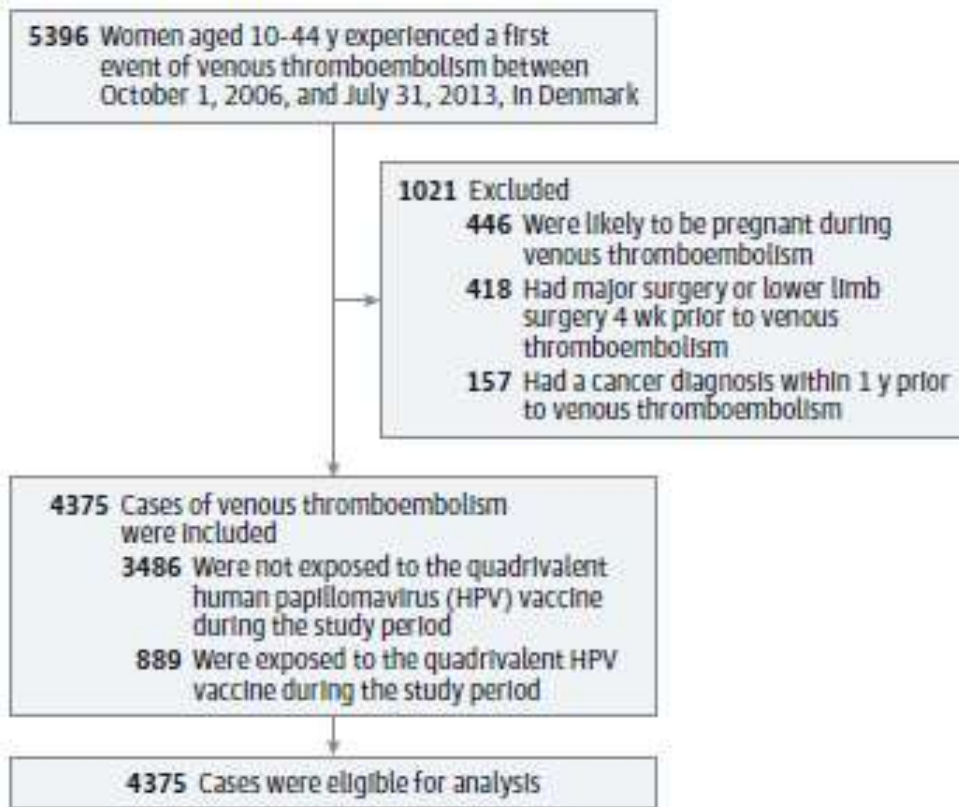 5396 Women aged 10-44 y experienced a first
event of venous thromboembolism between
October 1, 2006, and July 31, 2013, in Denmark
1021 Excluded
446 Were likely to be pregnant during
venous thromboembolism
418 Had major surgery or lower limb
surgery 4 wk prior to venous
thromboembolism
157 Had a cancer diagnosis within 1 y prior
to venous thromboembolism
4375 Cases of venous thromboembolism
were included
3486 Were not exposed to the quadrivalent
human papillomavirus (HPV) vaccine
during the study period
889 Were exposed to the quadrivalent HPV
vaccine during the study period
4375 Cases were eligible for analysis